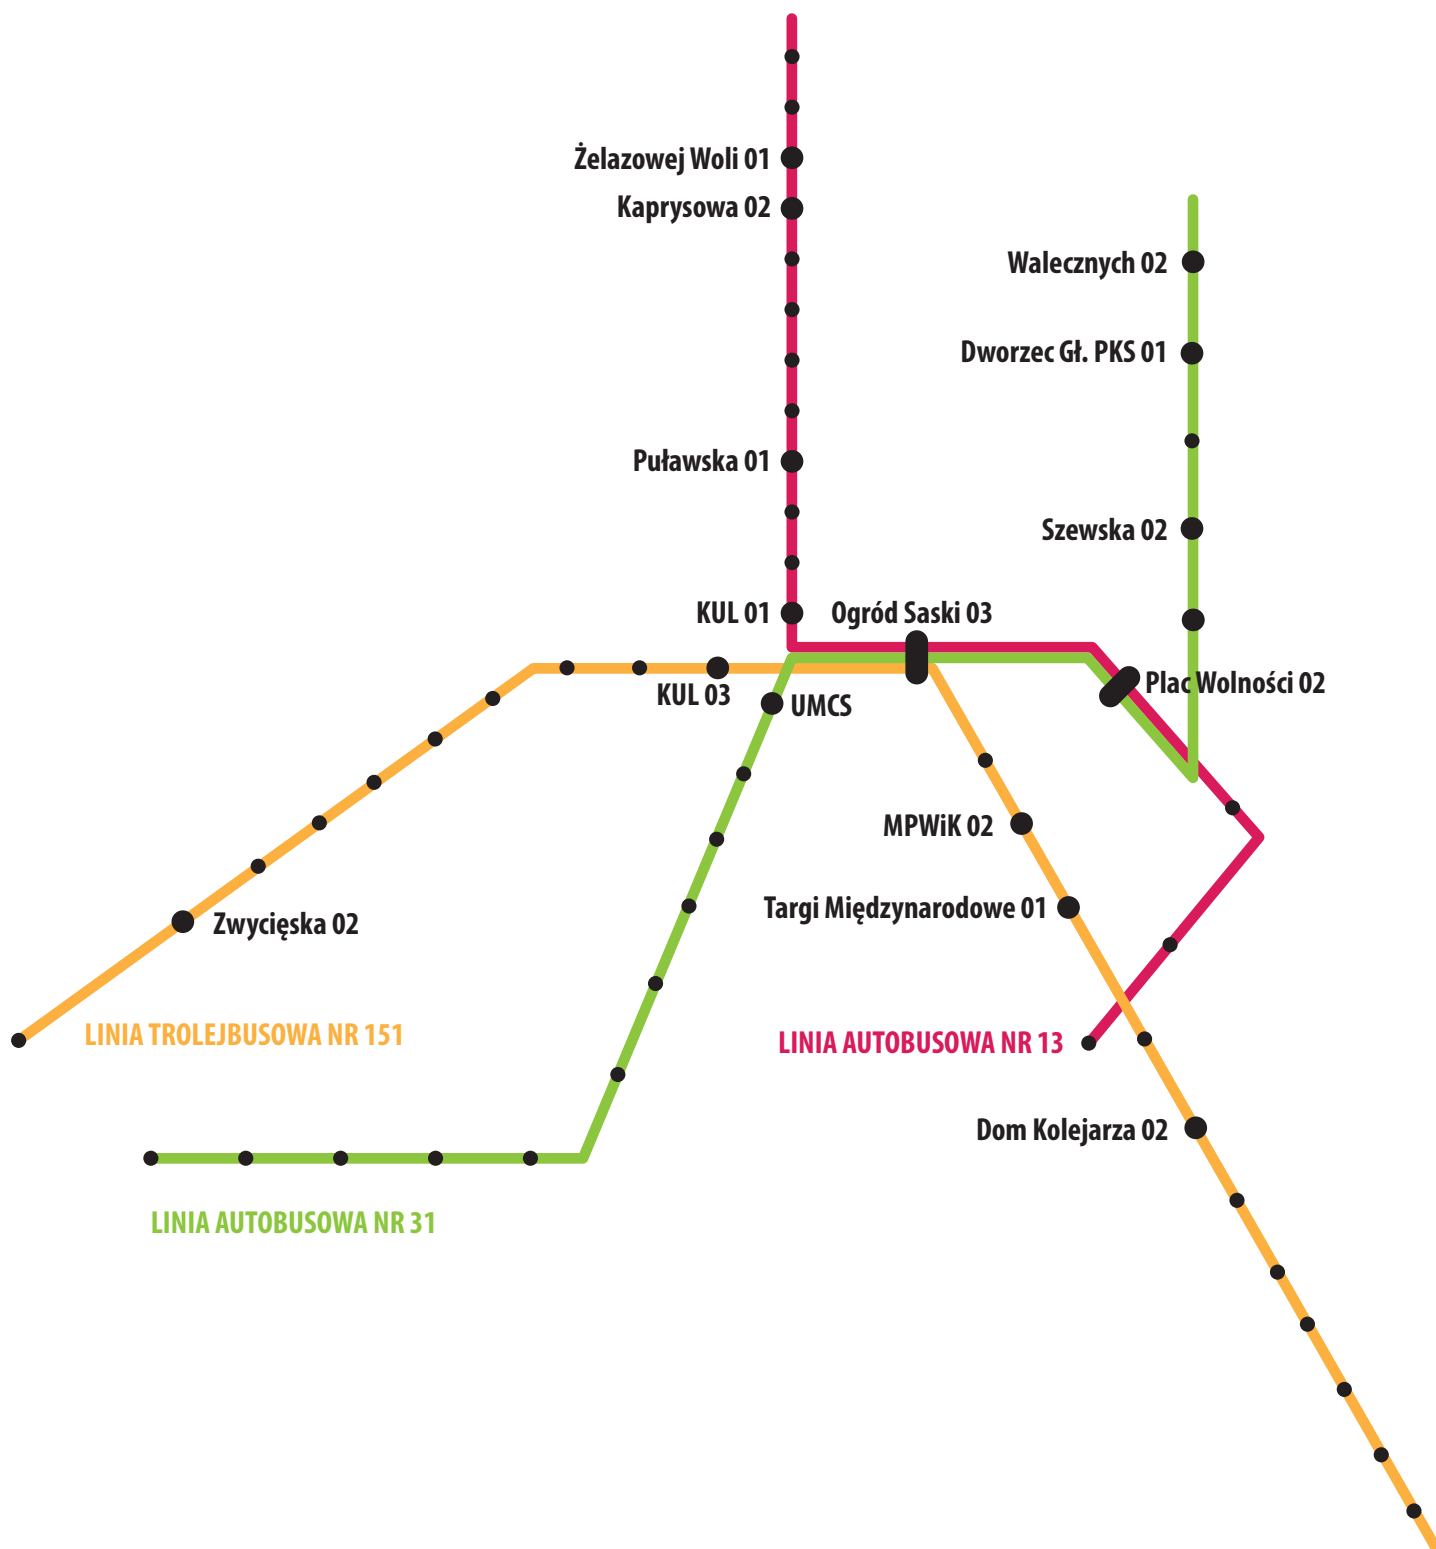 Żelazowej Woli 01
Kaprysowa 02
Walecznych 02
Dworzec Gł. PKS 01
Puławska 01
Szewska 02
KUL 01
Ogród Saski 03
KUL 03
Plac Wolności 02
UMCS
MPWiK 02
Targi Międzynarodowe 01
Zwycięska 02
LINIA TROLEJBUSOWA NR 151
LINIA AUTOBUSOWA NR 13
Dom Kolejarza 02
LINIA AUTOBUSOWA NR 31